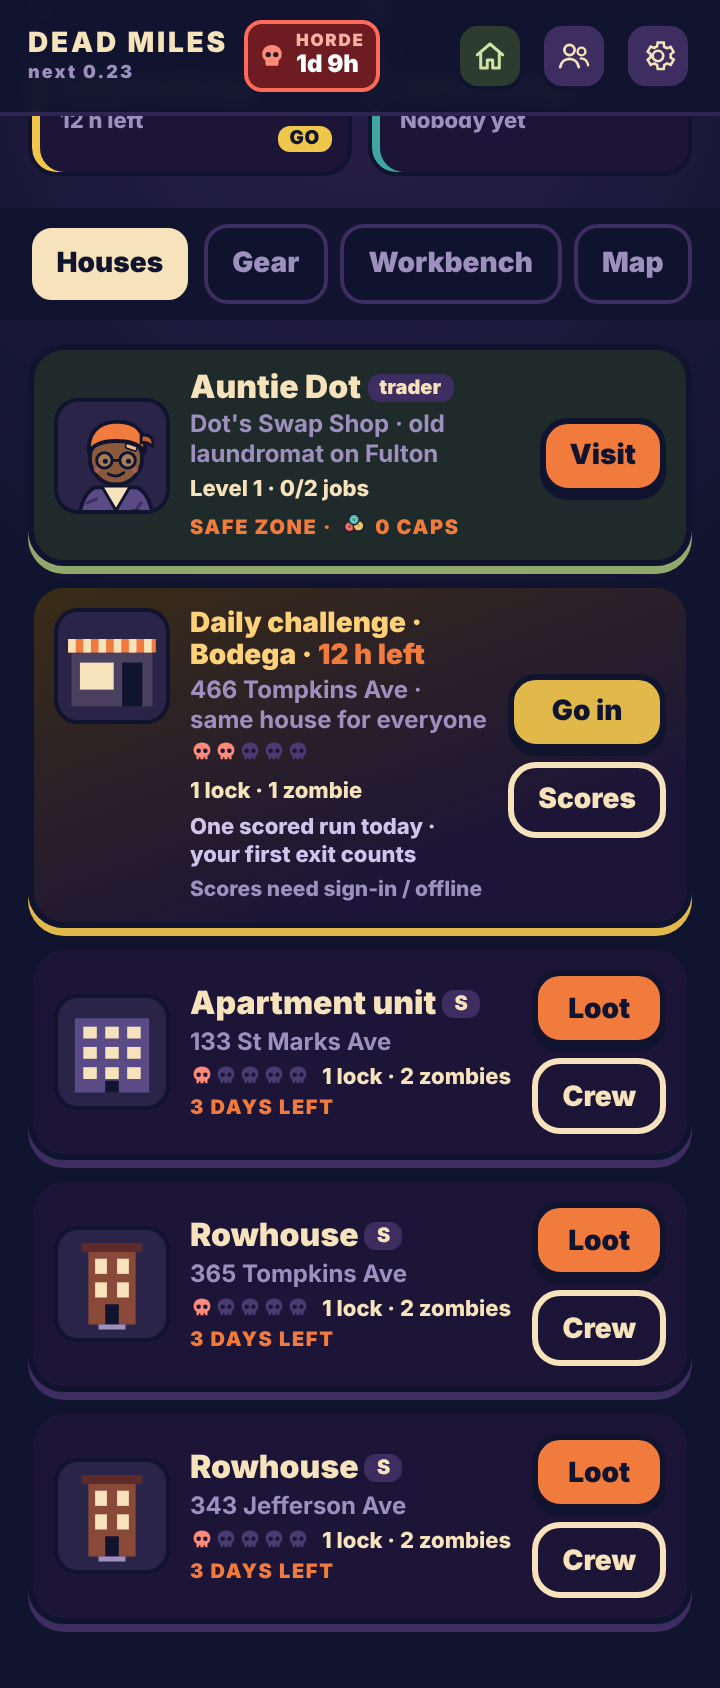 DEAD MILES
next 0.23
HORDE
1d 9h
12 h left
GO
Nobody yet
Houses
Gear
Workbench
Map
Auntie Dot trader
Dot's Swap Shop · old
laundromat on Fulton
Level 1 · 0/2 jobs
SAFE ZONE · 0 CAPS
Visit
Daily challenge ·
Bodega · 12 h left
466 Tompkins Ave ·
same house for everyone
1 lock · 1 zombie
One scored run today ·
your first exit counts
Scores need sign-in / offline
Go in
Scores
Apartment unit S
133 St Marks Ave
1 lock · 2 zombies
3 DAYS LEFT
Loot
Crew
Rowhouse S
365 Tompkins Ave
1 lock · 2 zombies
3 DAYS LEFT
Loot
Crew
Rowhouse S
343 Jefferson Ave
1 lock · 2 zombies
3 DAYS LEFT
Loot
Crew